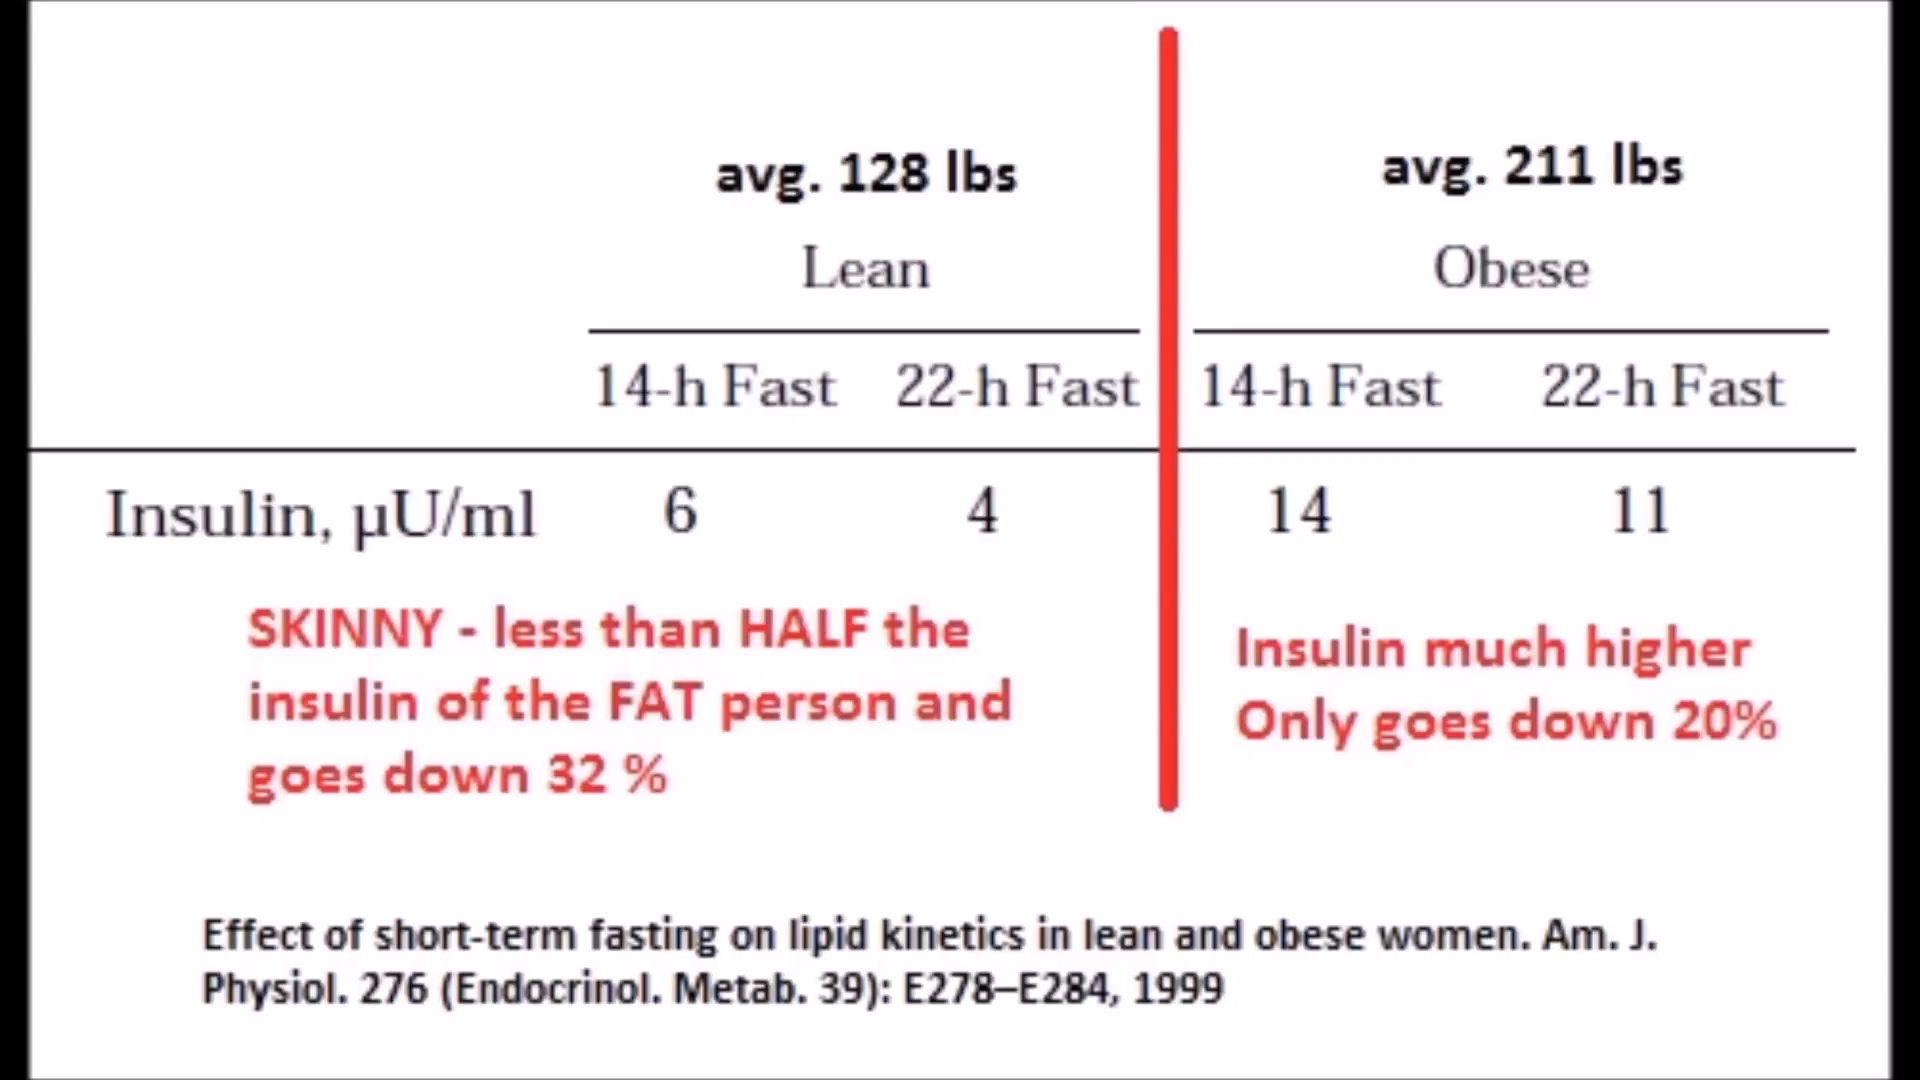 avg. 128 lbs avg. 211 lbs
Lean Obese
14-h Fast 22-h Fast 14-h Fast 22-h Fast
Insulin, µU/ml 6 4 14 11
SKINNY - less than HALF the
insulin of the FAT person and
goes down 32 %
Insulin much higher
Only goes down 20%
Effect of short-term fasting on lipid kinetics in lean and obese women. Am. J.
Physiol. 276 (Endocrinol. Metab. 39): E278–E284, 1999